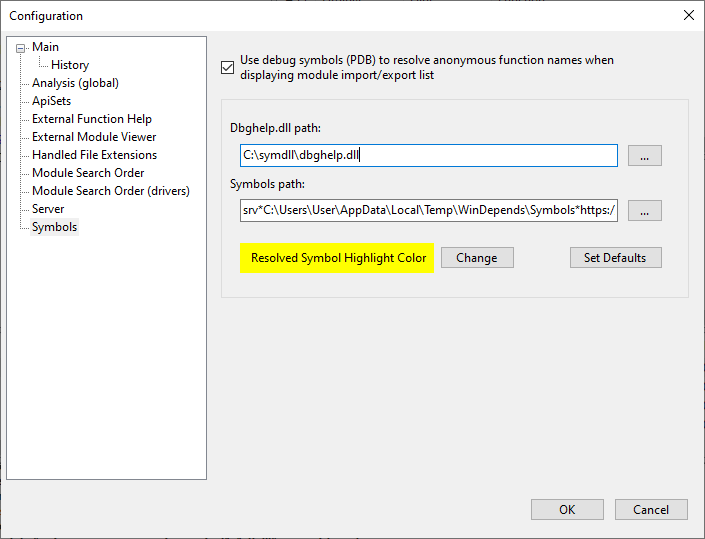 Configuration
Main
History
Analysis (global)
ApiSets
External Function Help
External Module Viewer
Handled File Extensions
Module Search Order
Module Search Order (drivers)
Server
Symbols
Use debug symbols (PDB) to resolve anonymous function names when
displaying module import/export list
Dbghelp.dll path:
C:\symdll\dbghelp.dll
...
Symbols path:
srv*C:\Users\User\AppData\Local\Temp\WinDepends\Symbols*https:/
...
Resolved Symbol Highlight Color
Change
Set Defaults
OK
Cancel